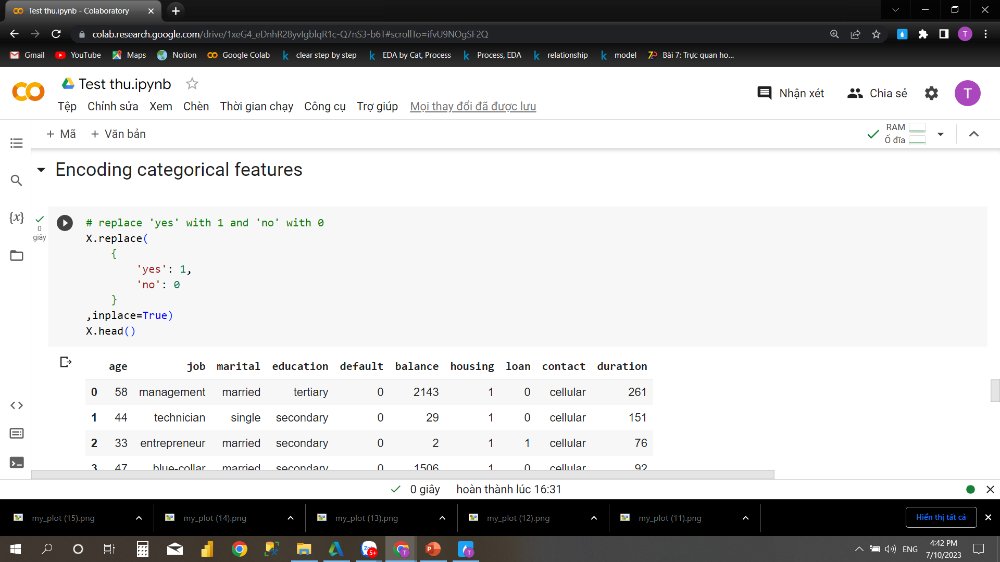 Test thu.ipynb - Colaboratory
colab.research.google.com/drive/1xeG4_eDnhR28yvIgblqR1c-Q7nS3-b6T#scrollTo=ifvU9NOgSF2Q
T
Gmail YouTube Maps Notion Google Colab clear step by step EDA by Cat, Process Process, EDA relationship model Bài 7: Trực quan ho...
Test thu.ipynb
Nhận xét Chia sẻ T
Tệp Chỉnh sửa Xem Chèn Thời gian chạy Công cụ Trợ giúp Mọi thay đổi đã được lưu
+ Mã + Văn bản
RAM
Ổ đĩa
Encoding categorical features
0
giây
# replace 'yes' with 1 and 'no' with 0
X.replace(
{
'yes': 1,
'no': 0
}
,inplace=True)
X.head()
age job marital education default balance housing loan contact duration
0 58 management married tertiary 0 2143 1 0 cellular 261
1 44 technician single secondary 0 29 1 0 cellular 151
2 33 entrepreneur married secondary 0 2 1 1 cellular 76
3 47 blue-collar married secondary 0 1506 1 0 cellular 92
0 giây hoàn thành lúc 16:31
my_plot (15).png my_plot (14).png my_plot (13).png my_plot (12).png my_plot (11).png Hiển thị tất cả
5+ T P T
ENG
4:42 PM
7/10/2023